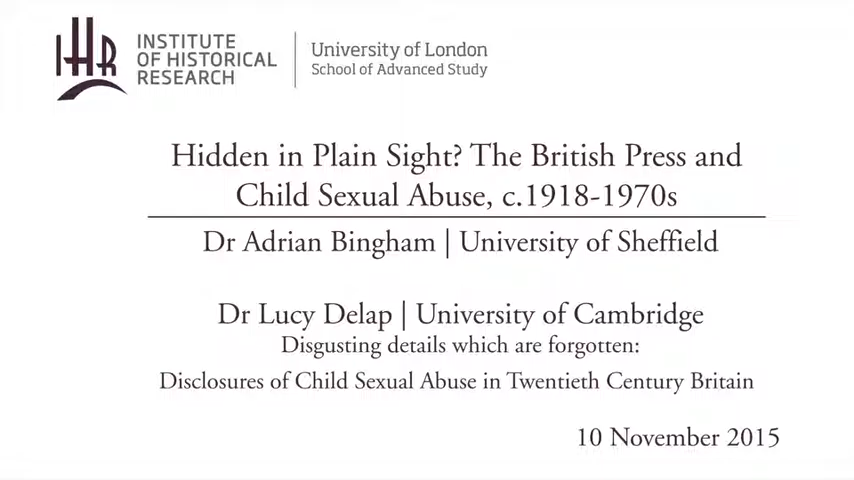 IHR
INSTITUTE
OF HISTORICAL
RESEARCH
University of London
School of Advanced Study
Hidden in Plain Sight? The British Press and
Child Sexual Abuse, c.1918-1970s
Dr Adrian Bingham | University of Sheffield
Dr Lucy Delap | University of Cambridge
Disgusting details which are forgotten:
Disclosures of Child Sexual Abuse in Twentieth Century Britain
10 November 2015